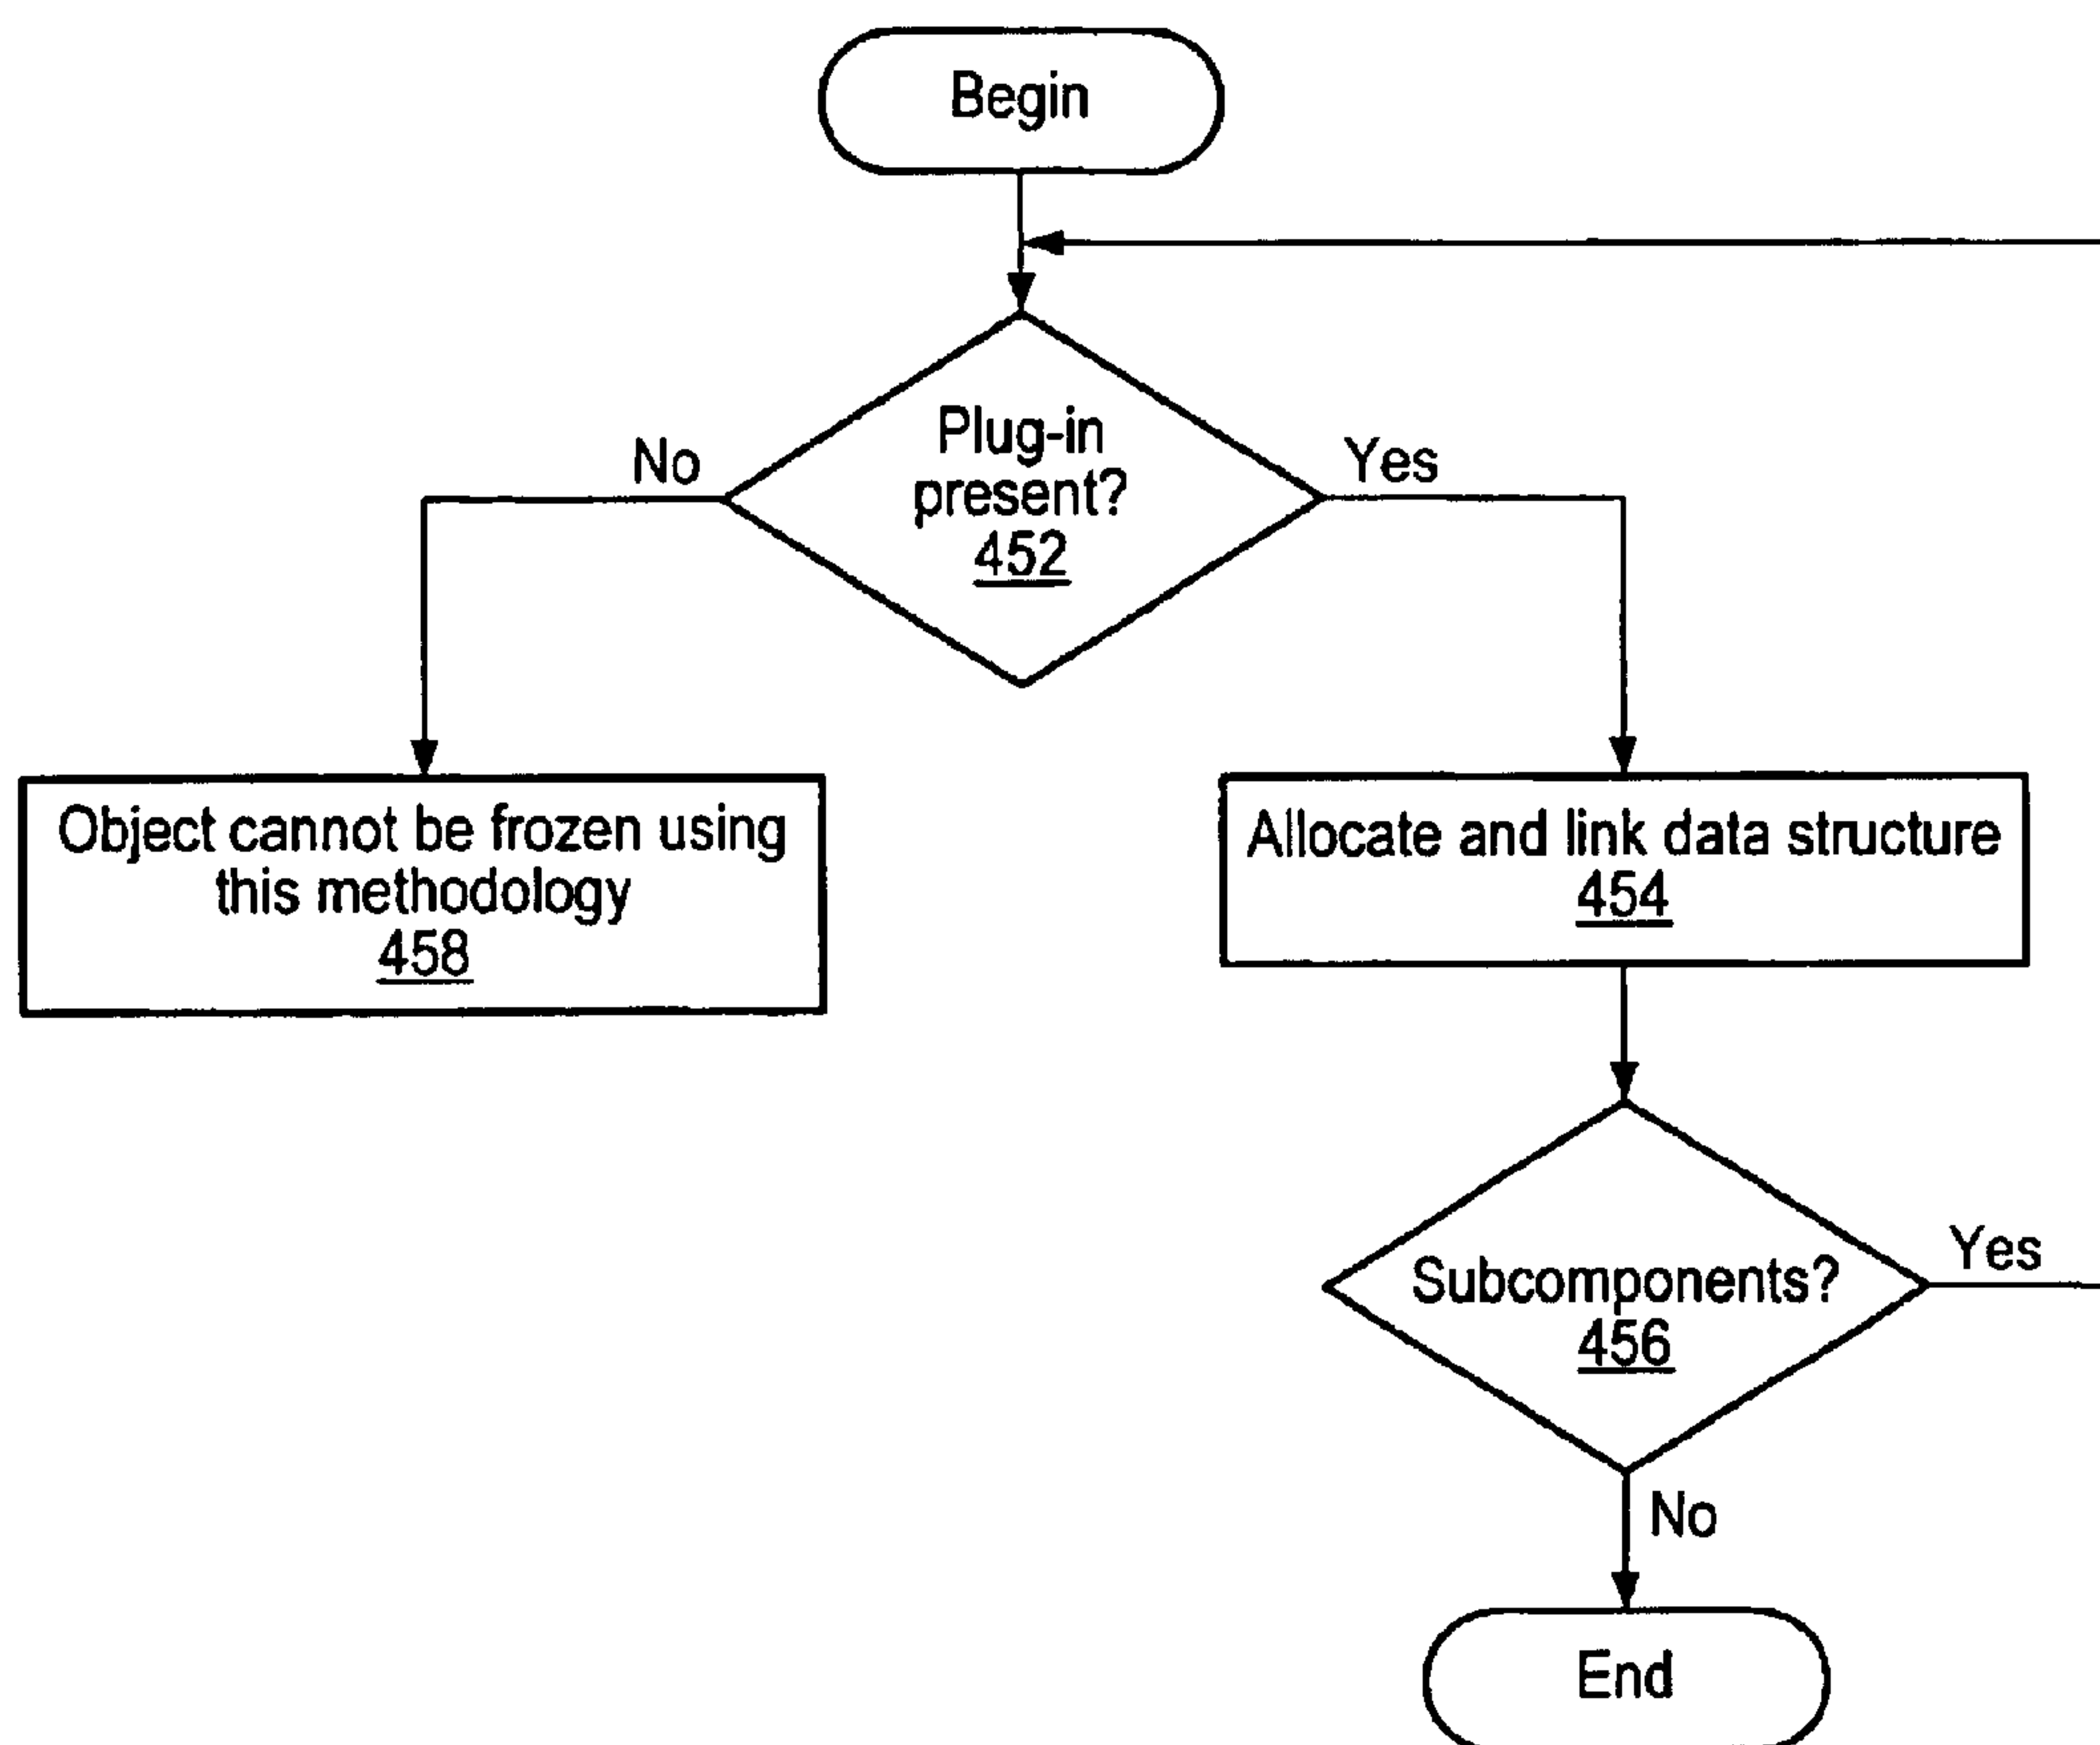 Begin
Plug-in
present?
452
No
Yes
Object cannot be frozen using
this methodology
458
Allocate and link data structure
454
Subcomponents?
456
Yes
No
End